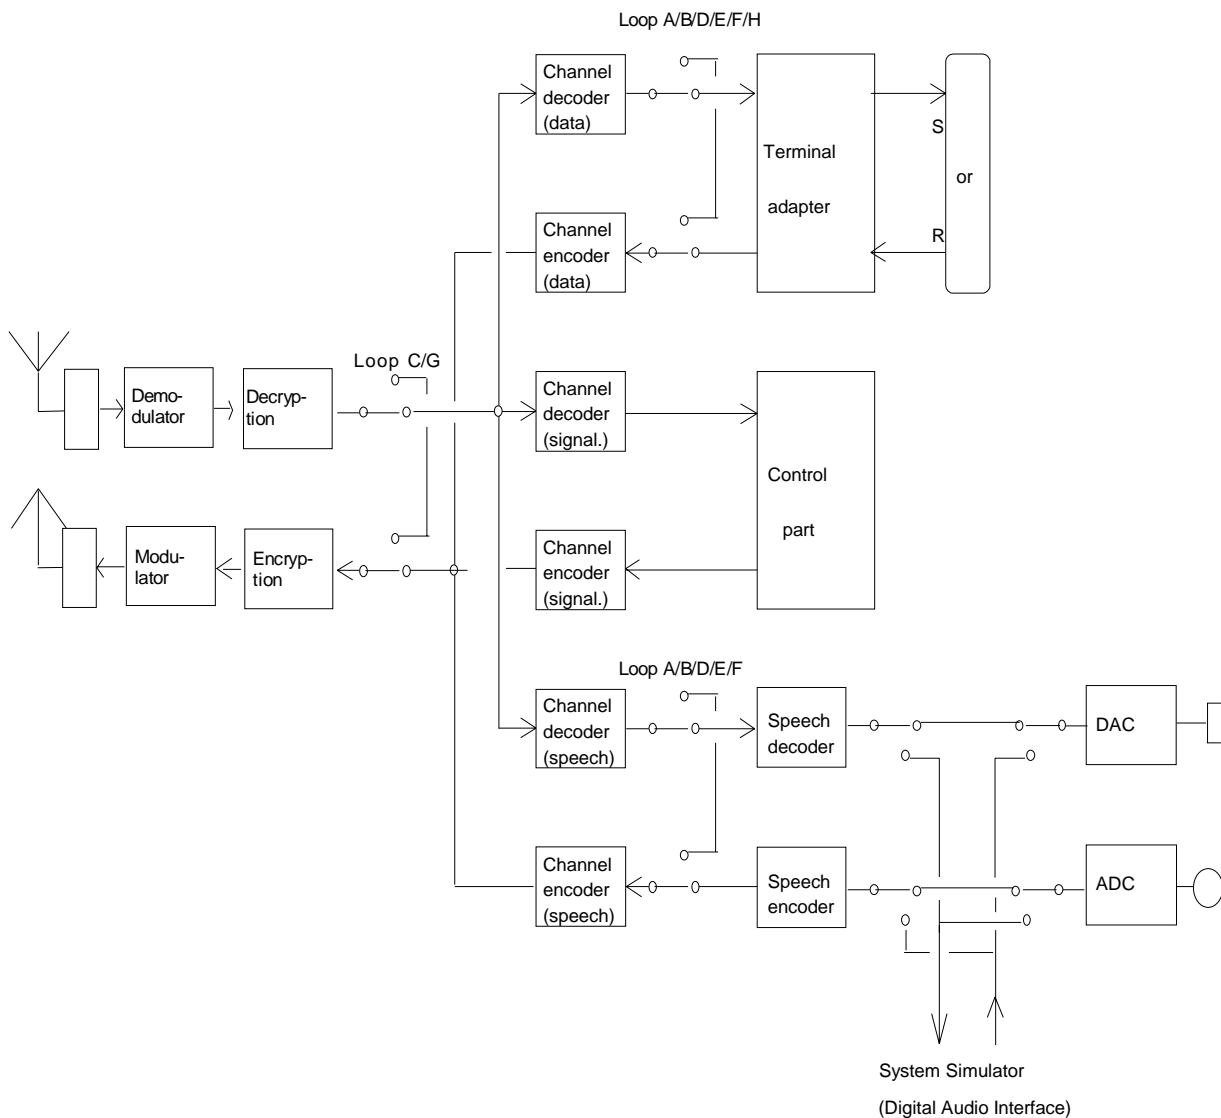 Loop A/B/D/E/F/H
Channel
decoder
(data)
Terminal
adapter
S
or
R
Channel
encoder
(data)
Loop C/G
Demo-
dulator
Decryp-
tion
Channel
decoder
(signal.)
Control
part
Modu-
lator
Encryp-
tion
Channel
encoder
(signal.)
Loop A/B/D/E/F
Channel
decoder
(speech)
Speech
decoder
DAC
Channel
encoder
(speech)
Speech
encoder
ADC
System Simulator
(Digital Audio Interface)